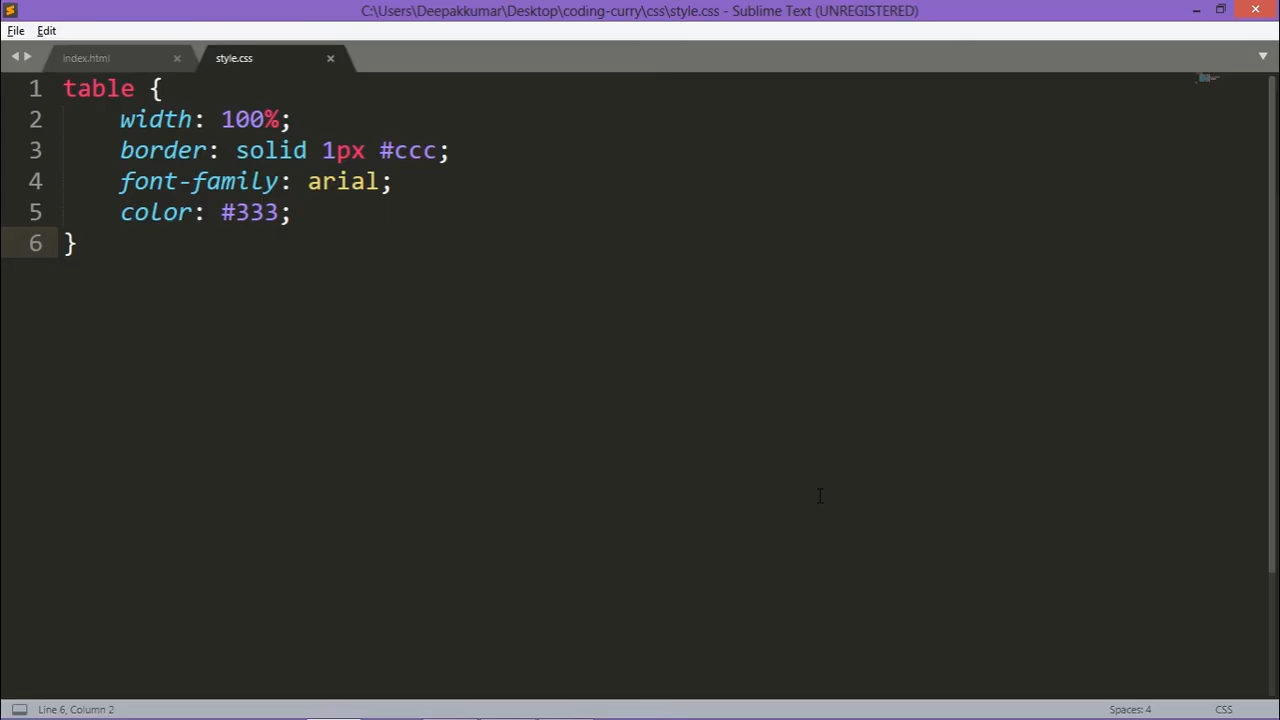 C:\Users\Deepakkumar\Desktop\coding-curry\css\style.css - Sublime Text (UNREGISTERED)
File Edit
index.html style.css
1 table {
2     width: 100%;
3     border: solid 1px #ccc;
4     font-family: arial;
5     color: #333;
6 }
Line 6, Column 2 Spaces: 4 CSS